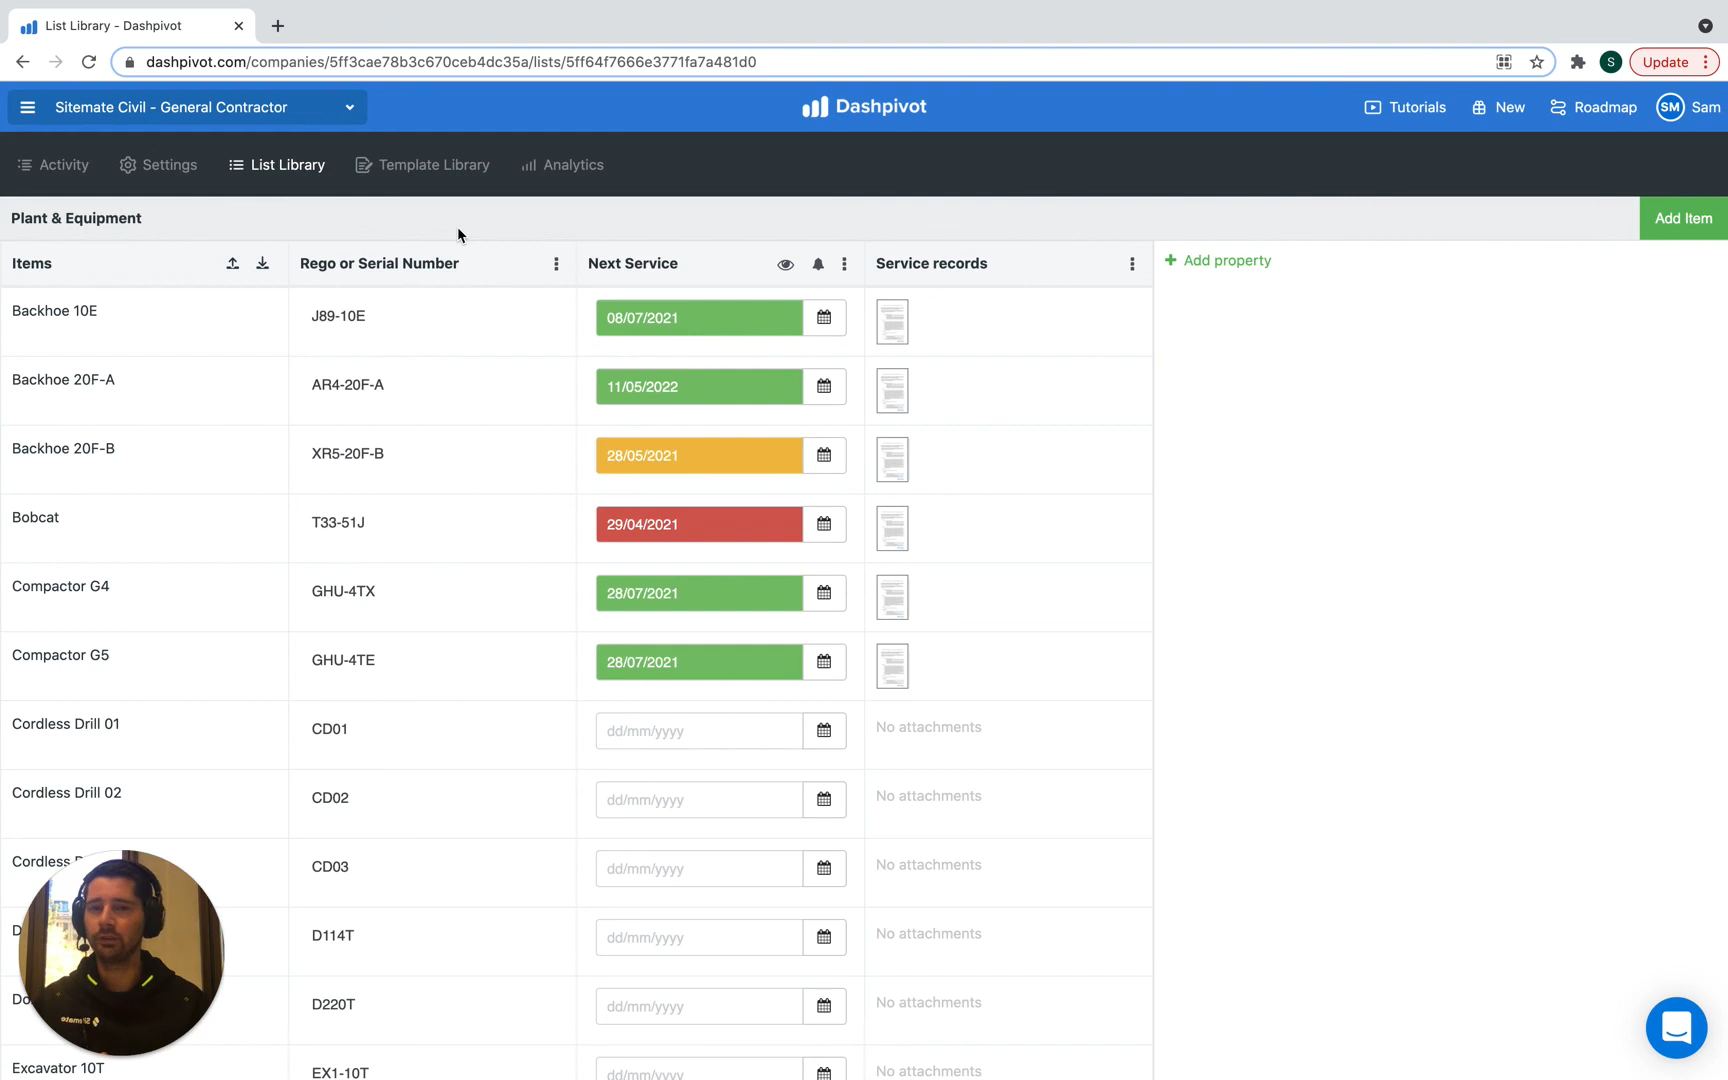 List Library - Dashpivot
dashpivot.com/companies/5ff3cae78b3c670ceb4dc35a/lists/5ff64f7666e3771fa7a481d0
S
Update
Sitemate Civil - General Contractor
Dashpivot
Tutorials
New
Roadmap
SM
Sam
Activity
Settings
List Library
Template Library
Analytics
Plant & Equipment
Add Item
Items
Rego or Serial Number
Next Service
Service records
Add property
Backhoe 10E
J89-10E
08/07/2021
Backhoe 20F-A
AR4-20F-A
11/05/2022
Backhoe 20F-B
XR5-20F-B
28/05/2021
Bobcat
T33-51J
29/04/2021
Compactor G4
GHU-4TX
28/07/2021
Compactor G5
GHU-4TE
28/07/2021
Cordless Drill 01
CD01
dd/mm/yyyy
No attachments
Cordless Drill 02
CD02
dd/mm/yyyy
No attachments
Cordless
CD03
dd/mm/yyyy
No attachments
D114T
dd/mm/yyyy
No attachments
D220T
dd/mm/yyyy
No attachments
Excavator 10T
EX1-10T
dd/mm/yyyy
No attachments